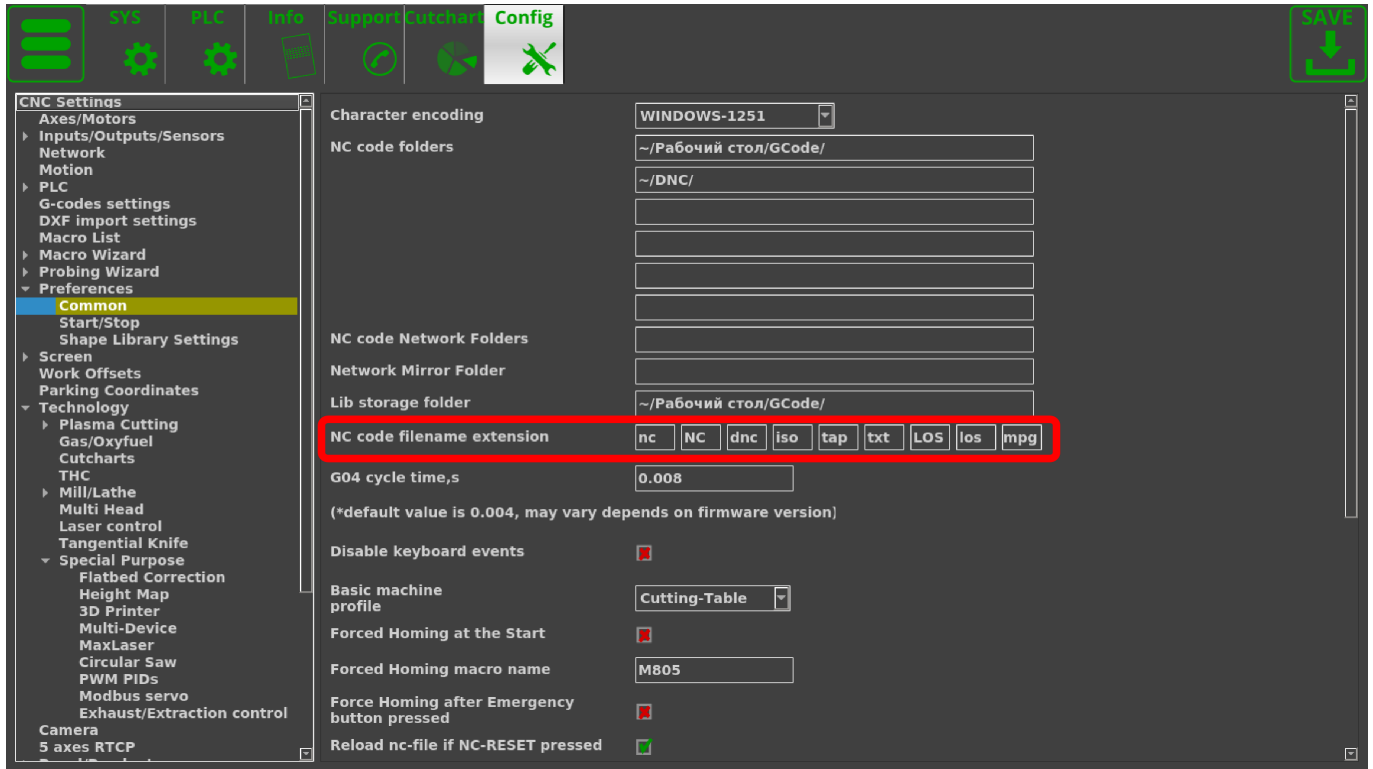 SYS
PLC
Info
Support
Cutchart
Config
SAVE
CNC Settings
Axes/Motors
Inputs/Outputs/Sensors
Network
Motion
PLC
G-codes settings
DXF import settings
Macro List
Macro Wizard
Probing Wizard
Preferences
Common
Start/Stop
Shape Library Settings
Screen
Work Offsets
Parking Coordinates
Technology
Plasma Cutting
Gas/Oxyfuel
Cutcharts
THC
Mill/Lathe
Multi Head
Laser control
Tangential Knife
Special Purpose
Flatbed Correction
Height Map
3D Printer
Multi-Device
MaxLaser
Circular Saw
PWM PIDs
Modbus servo
Exhaust/Extraction control
Camera
5 axes RTCP
Character encoding WINDOWS-1251
NC code folders ~/Рабочий стол/GCode/
~/DNC/
NC code Network Folders
Network Mirror Folder
Lib storage folder ~/Рабочий стол/GCode/
NC code filename extension nc NC dnc iso tap txt LOS los mpg
G04 cycle time,s 0.008
(*default value is 0.004, may vary depends on firmware version)
Disable keyboard events
Basic machine
profile
Cutting-Table
Forced Homing at the Start
Forced Homing macro name M805
Force Homing after Emergency
button pressed
Reload nc-file if NC-RESET pressed